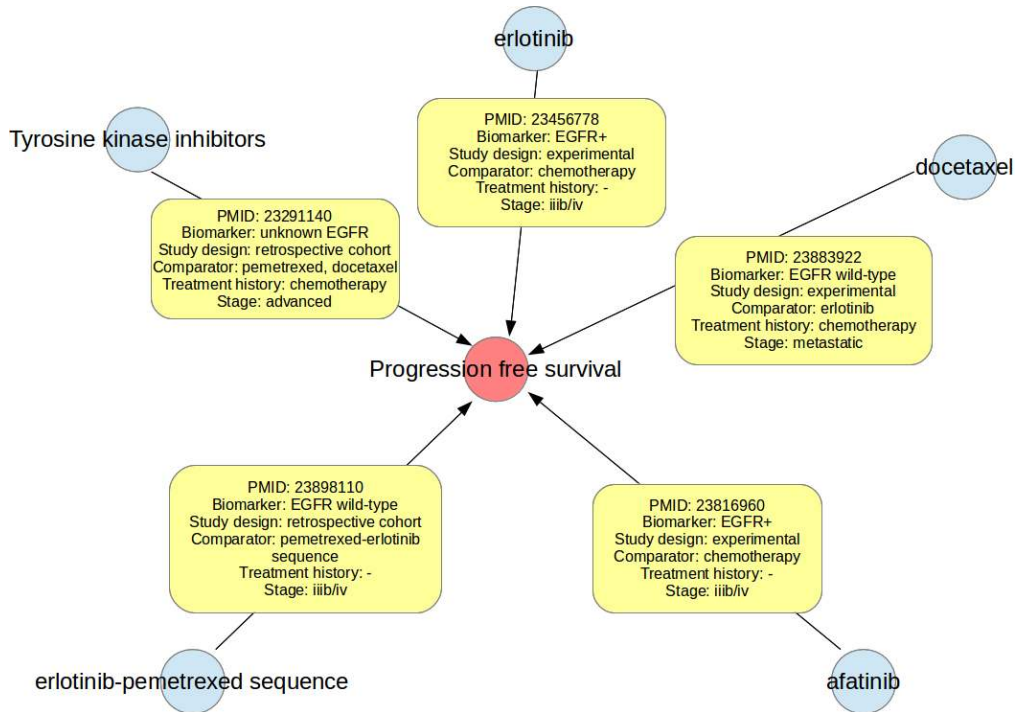 erlotinib
PMID: 23456778
Biomarker: EGFR+
Study design: experimental
Comparator: chemotherapy
Treatment history: -
Stage: iiib/iv
Tyrosine kinase inhibitors
PMID: 23291140
Biomarker: unknown EGFR
Study design: retrospective cohort
Comparator: pemetrexed, docetaxel
Treatment history: chemotherapy
Stage: advanced
docetaxel
PMID: 23883922
Biomarker: EGFR wild-type
Study design: experimental
Comparator: erlotinib
Treatment history: chemotherapy
Stage: metastatic
Progression free survival
PMID: 23898110
Biomarker: EGFR wild-type
Study design: retrospective cohort
Comparator: pemetrexed-erlotinib
sequence
Treatment history: -
Stage: iiib/iv
erlotinib-pemetrexed sequence
PMID: 23816960
Biomarker: EGFR+
Study design: experimental
Comparator: chemotherapy
Treatment history: -
Stage: iiib/iv
afatinib